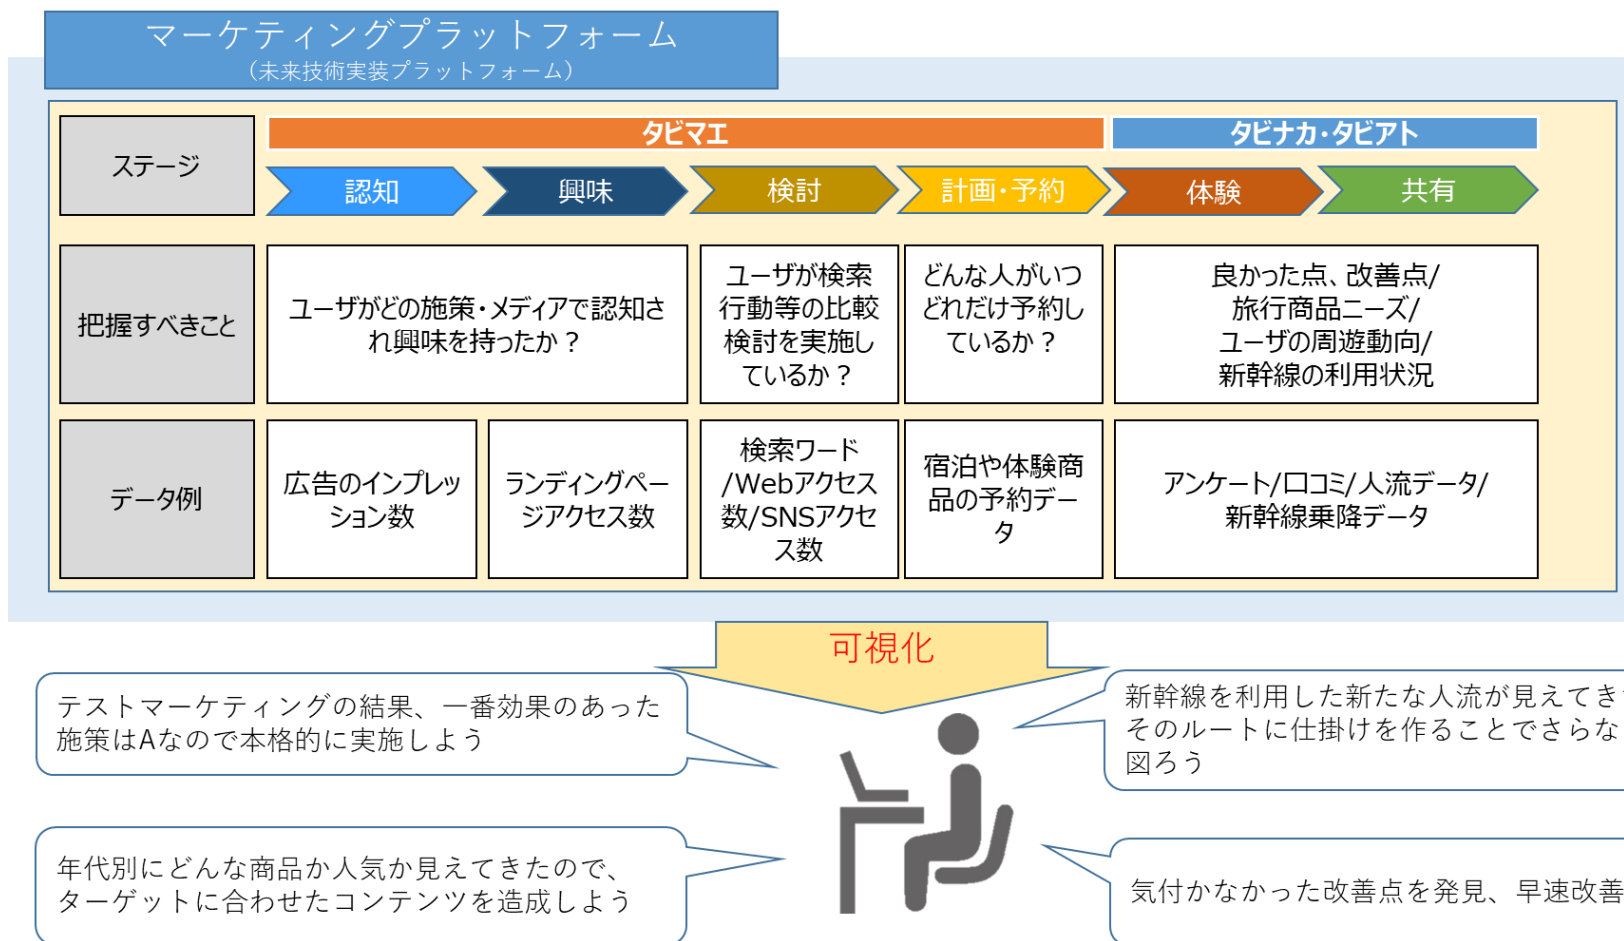 マーケティングプラットフォーム
（未来技術実装プラットフォーム）
ステージ
タビマエ
タビナカ・タビアト
認知
興味
検討
計画・予約
体験
共有
把握すべきこと
ユーザがどの施策・メディアで認知さ
れ興味を持ったか？
ユーザが検索
行動等の比較
検討を実施し
ているか？
どんな人がいつ
どれだけ予約し
ているか？
良かった点、改善点/
旅行商品ニーズ/
ユーザの周遊動向/
新幹線の利用状況
データ例
広告のインプレッ
ション数
ランディングペー
ジアクセス数
検索ワード
/Webアクセス
数/SNSアクセ
ス数
宿泊や体験商
品の予約デー
タ
アンケート/口コミ/人流データ/
新幹線乗降データ
可視化
テストマーケティングの結果、一番効果のあった
施策はAなので本格的に実施しよう
新幹線を利用した新たな人流が見えてき
そのルートに仕掛けを作ることでさらな
図ろう
年代別にどんな商品か人気か見えてきたので、
ターゲットに合わせたコンテンツを造成しよう
気付かなかった改善点を発見、早速改善